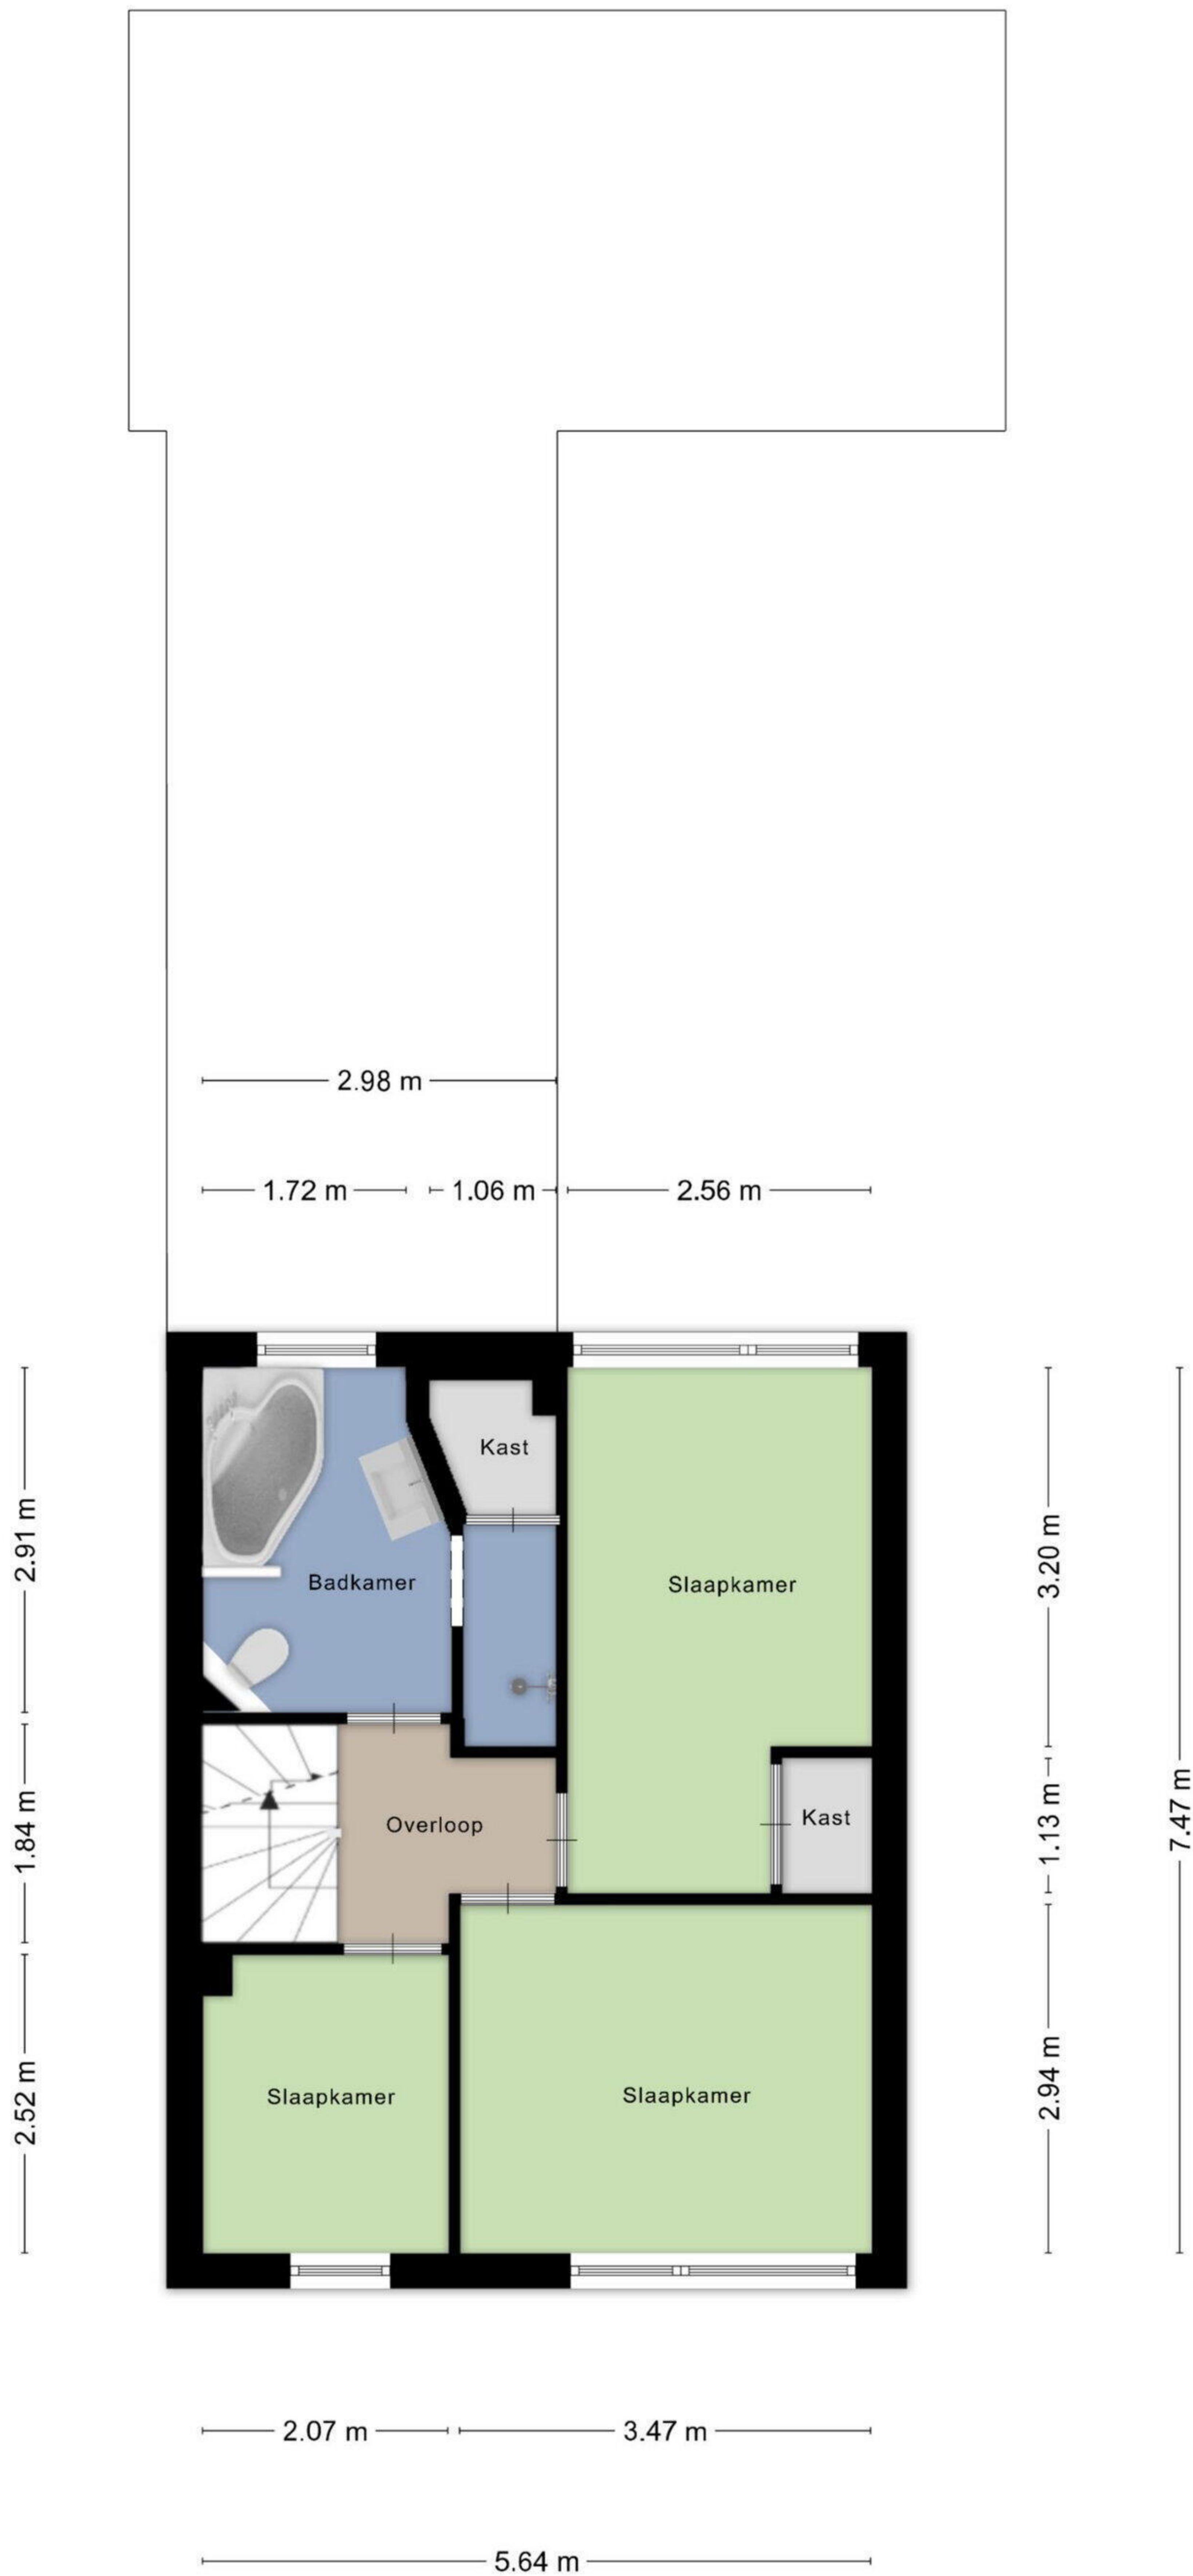 2.98 m
1.72 m
1.06 m
2.56 m
Kast
2.91 m
3.20 m
Badkamer
Slaapkamer
1.84 m
Overloop
Kast
1.13 m
7.47 m
2.52 m
Slaapkamer
Slaapkamer
2.94 m
2.07 m
3.47 m
5.64 m